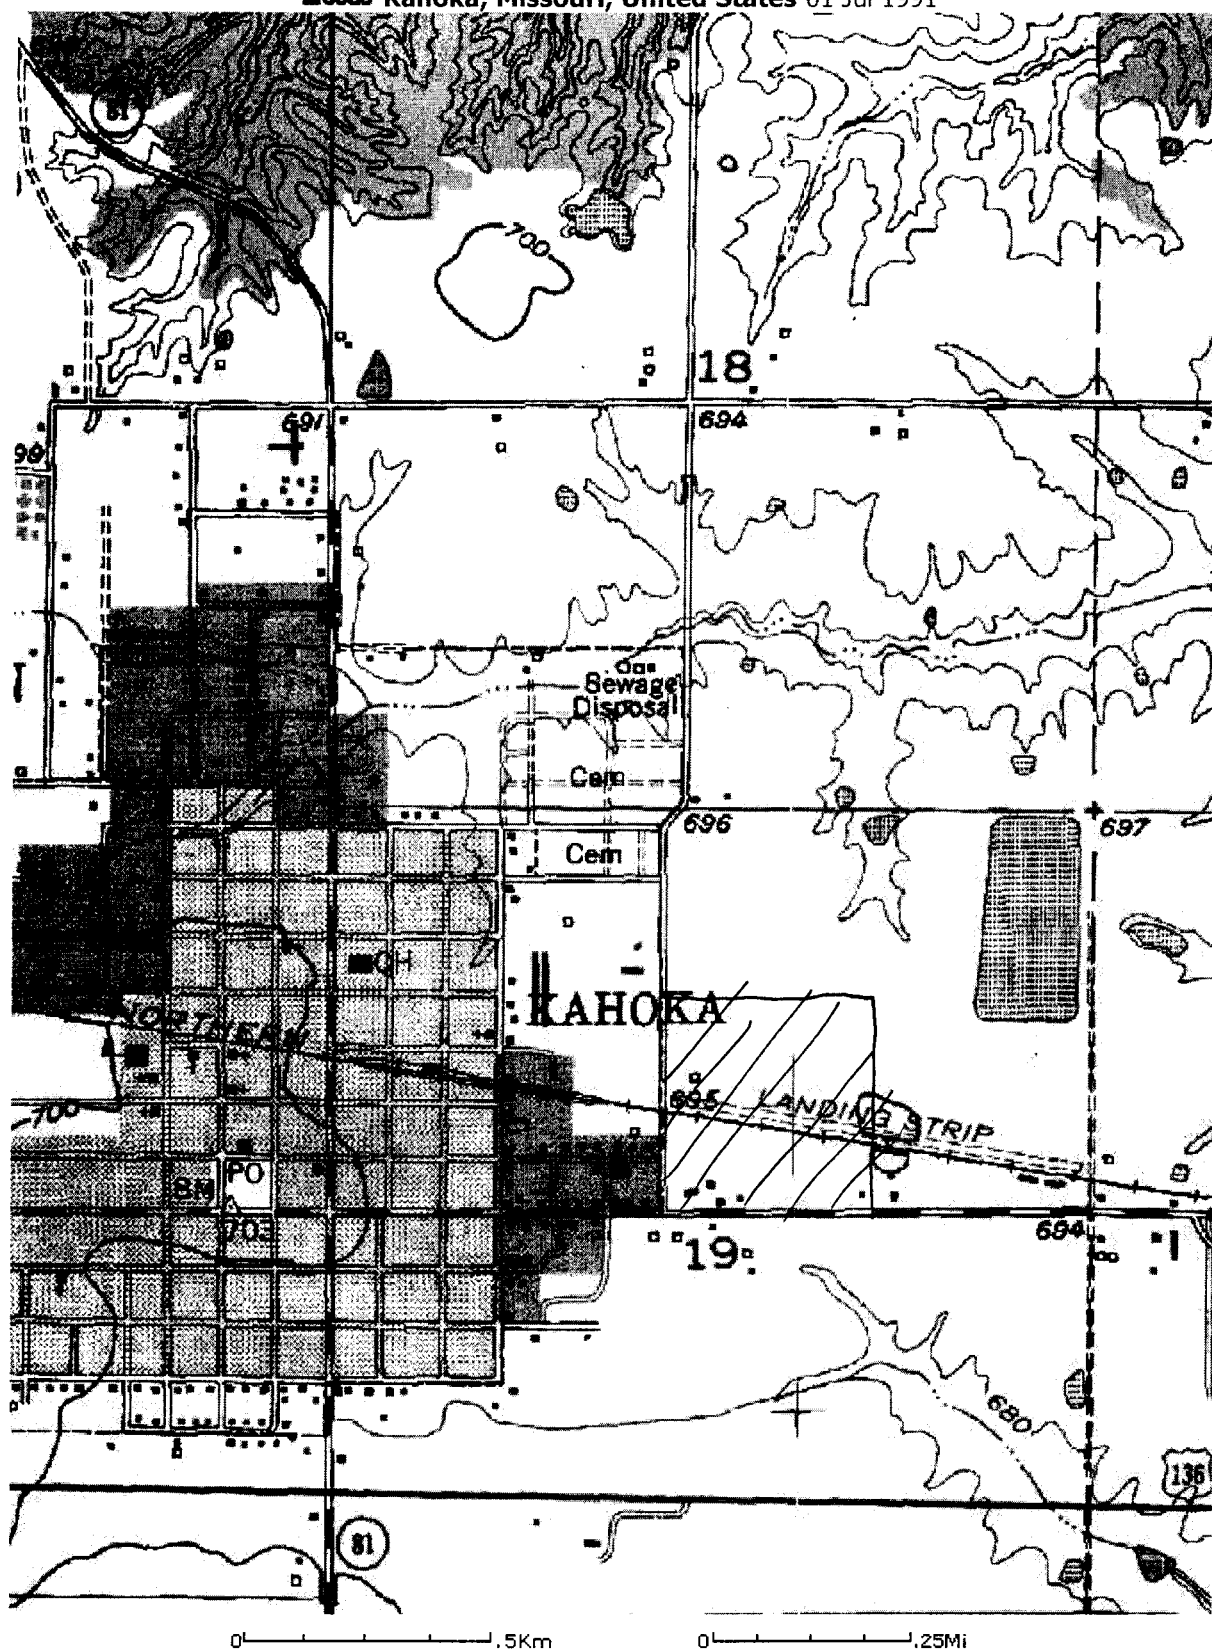 Kahoka, Missouri, United States 01 Jul 1991
81
700
18
691
694
Sewage
Disposal
Cem
696
697
Cem
CH
KAHOKA
NORTHERN
695
LANDING STRIP
700
PO
BM
703
19
694
680
136
81
0 .5Km 0 .25Mi